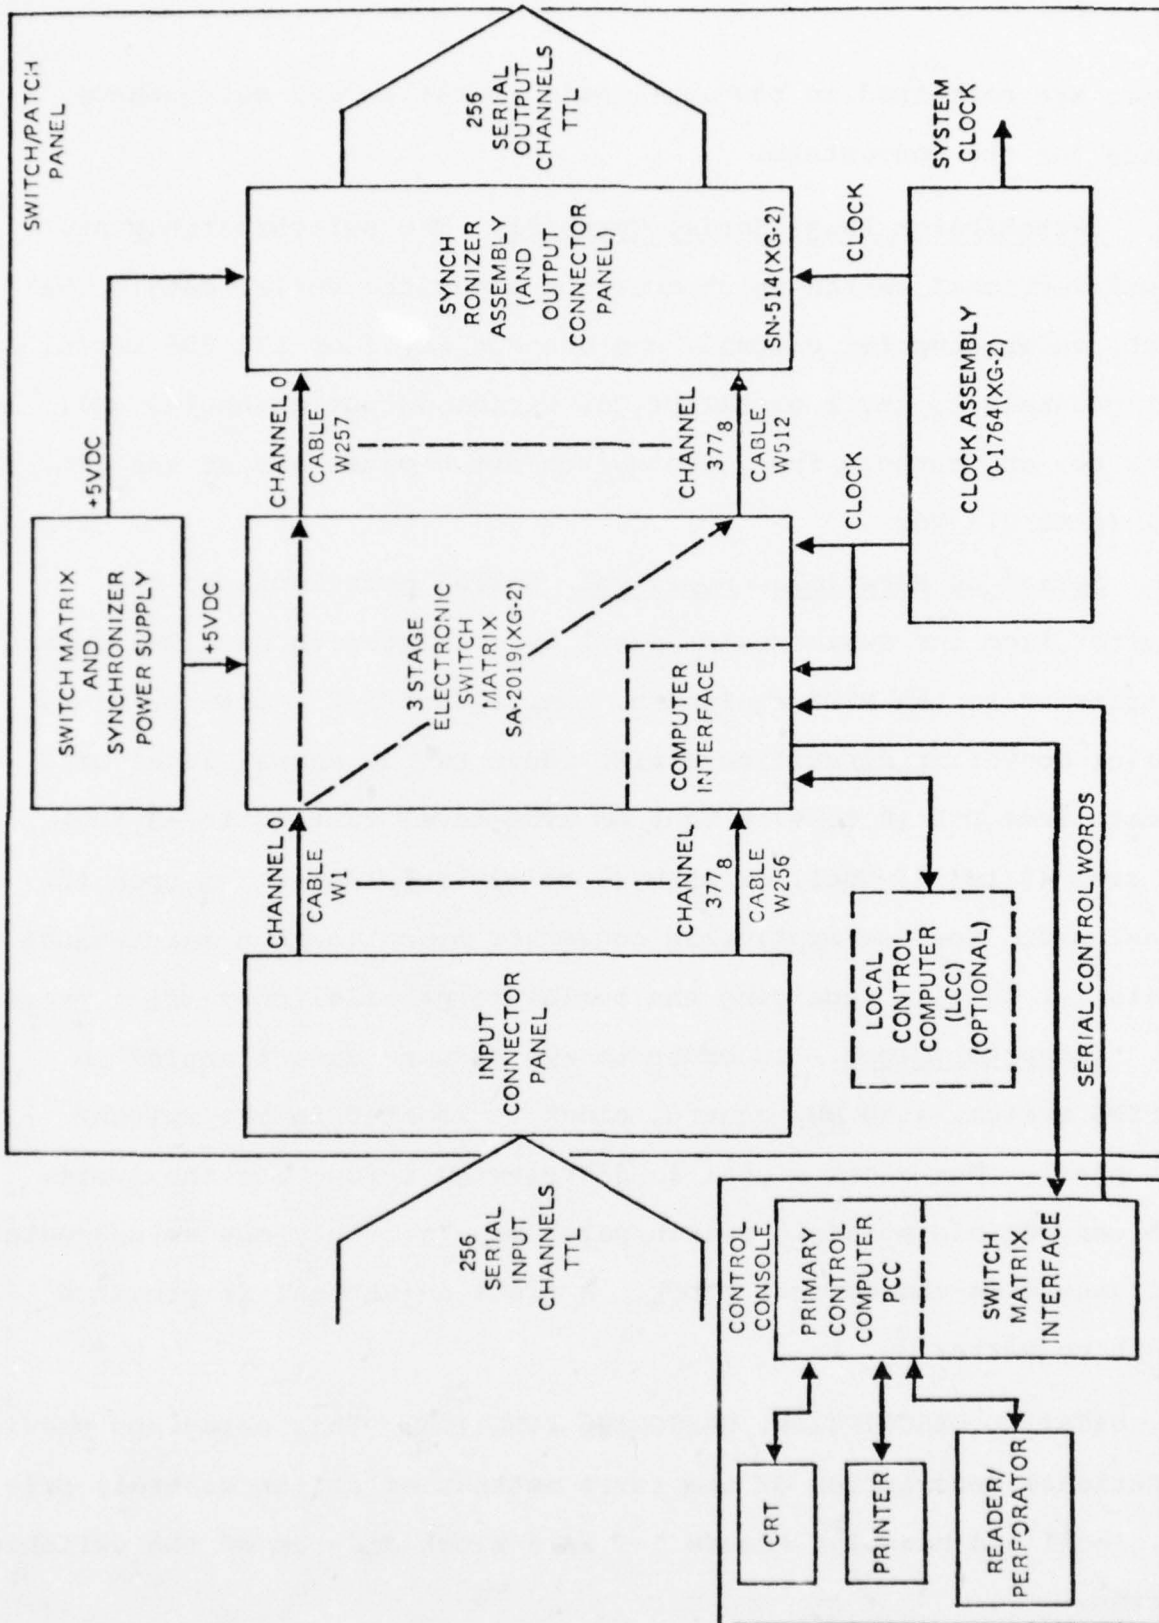 SWITCH/PATCH
PANEL
256
SERIAL
INPUT
CHANNELS
TTL
INPUT
CONNECTOR
PANEL
CHANNEL 0
CABLE
W1
CHANNEL
377₈
CABLE
W256
SWITCH MATRIX
AND
SYNCHRONIZER
POWER SUPPLY
+5VDC
+5VDC
3 STAGE
ELECTRONIC
SWITCH
MATRIX
SA-2019(XG-2)
COMPUTER
INTERFACE
CHANNEL 0
CABLE
W257
CHANNEL
377₈
CABLE
W512
SYNCH
RONIZER
ASSEMBLY
(AND
OUTPUT
CONNECTOR
PANEL)
SN-514(XG-2)
256
SERIAL
OUTPUT
CHANNELS
TTL
CLOCK
CLOCK
CLOCK ASSEMBLY
0-1764(XG-2)
SYSTEM
CLOCK
LOCAL
CONTROL
COMPUTER
(LCC)
(OPTIONAL)
SERIAL CONTROL WORDS
CONTROL
CONSOLE
PRIMARY
CONTROL
COMPUTER
PCC
SWITCH
MATRIX
INTERFACE
CRT
PRINTER
READER/
PERFORATOR